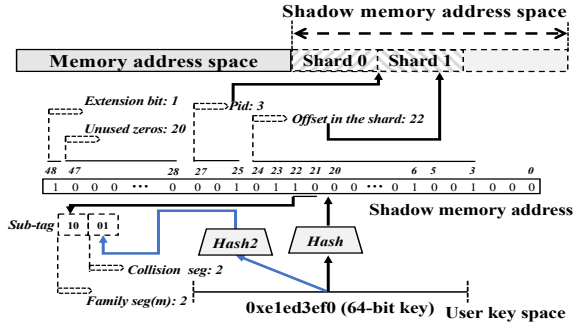 Shadow memory address space
Memory address space Shard 0 Shard 1
Extension bit: 1
Pid: 3
Unused zeros: 20
Offset in the shard: 22
48 47 28 27 25 24 23 22 21 20 6 5 3 0
1 0 0 0 ••• 0 0 0 1 0 1 1 0 0 0 ••• 0 1 0 0 1 0 0 0
Shadow memory address
Sub-tag 10 01
Hash2 Hash
Collision seg: 2
Family seg(m): 2
0xe1ed3ef0 (64-bit key) User key space